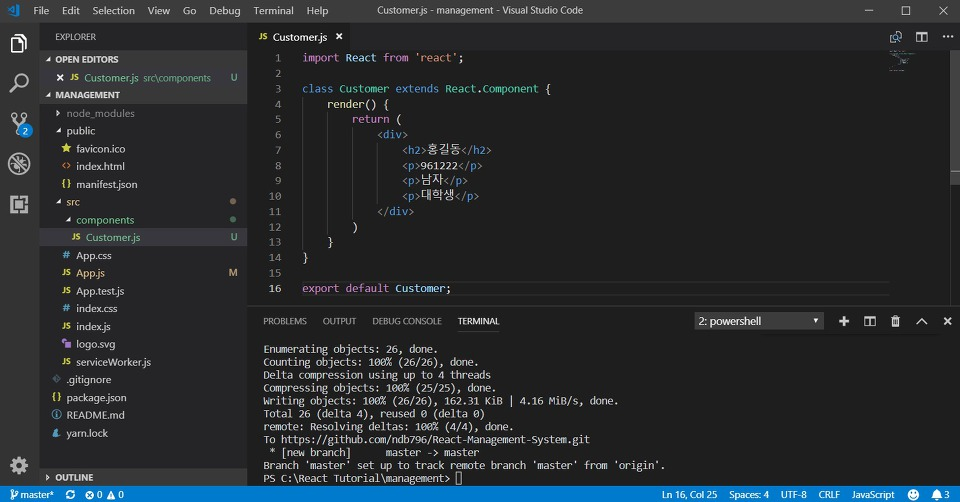 File Edit Selection View Go Debug Terminal Help Customer.js - management - Visual Studio Code
EXPLORER
OPEN EDITORS
JS Customer.js src\components U
MANAGEMENT
node_modules
public
favicon.ico
<> index.html
{} manifest.json
src
components
JS Customer.js U
# App.css
JS App.js M
JS App.test.js
# index.css
JS index.js
logo.svg
JS serviceWorker.js
.gitignore
{} package.json
README.md
yarn.lock
OUTLINE
2
JS Customer.js
1 import React from 'react';
2
3 class Customer extends React.Component {
4 render() {
5 return (
6 <div>
7 <h2>홍길동</h2>
8 <p>961222</p>
9 <p>남자</p>
10 <p>대학생</p>
11 </div>
12 )
13 }
14 }
15
16 export default Customer;
PROBLEMS OUTPUT DEBUG CONSOLE TERMINAL 2: powershell
Enumerating objects: 26, done.
Counting objects: 100% (26/26), done.
Delta compression using up to 4 threads
Compressing objects: 100% (25/25), done.
Writing objects: 100% (26/26), 162.31 KiB | 4.16 MiB/s, done.
Total 26 (delta 4), reused 0 (delta 0)
remote: Resolving deltas: 100% (4/4), done.
To https://github.com/ndb796/React-Management-System.git
* [new branch] master -> master
Branch 'master' set up to track remote branch 'master' from 'origin'.
PS C:\React Tutorial\management>
master* 0 0 Ln 16, Col 25 Spaces: 4 UTF-8 CRLF JavaScript 3